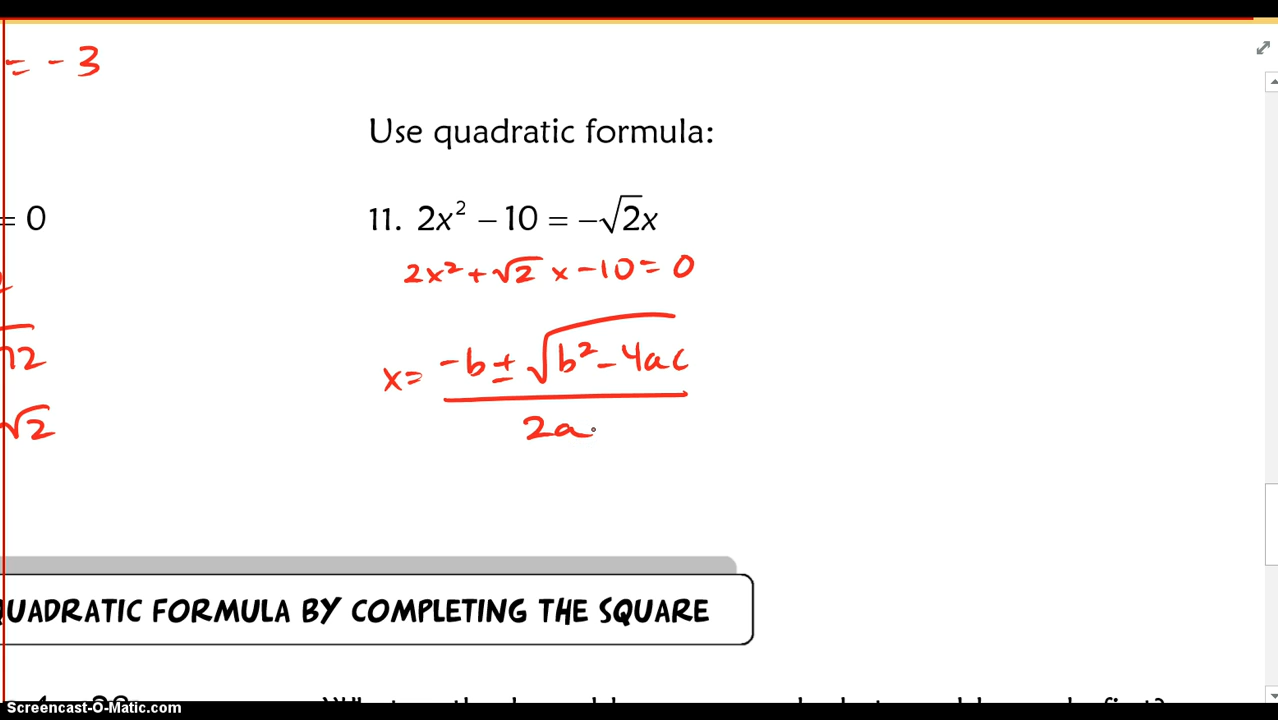 = -3
Use quadratic formula:
= 0
11. 2x² − 10 = −√2x
2x² + √2 x − 10 = 0
√2
x = -b ± √b² − 4ac
2a
QUADRATIC FORMULA BY COMPLETING THE SQUARE
Screencast-O-Matic.com